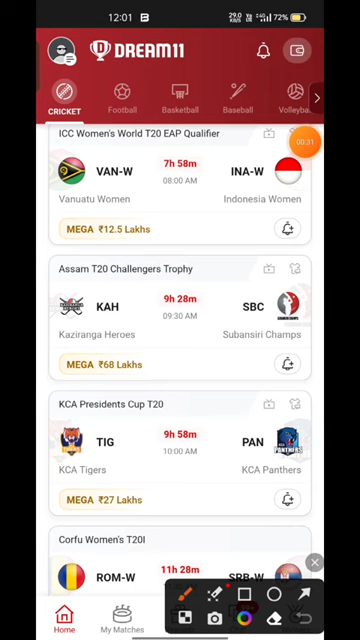 12:01
29.0 KB/S
4G
72%
DREAM11
CRICKET
Football
Basketball
Baseball
Volleyba
00:31
ICC Women's World T20 EAP Qualifier
VAN-W
7h 58m
INA-W
08:00 AM
Vanuatu Women
Indonesia Women
MEGA ₹12.5 Lakhs
Assam T20 Challengers Trophy
KAH
9h 28m
SBC
09:30 AM
Kaziranga Heroes
Subansiri Champs
MEGA ₹68 Lakhs
KCA Presidents Cup T20
TIG
9h 58m
PAN
10:00 AM
KCA Tigers
KCA Panthers
MEGA ₹27 Lakhs
Corfu Women's T20I
ROM-W
11h 28m
SRB-W
Home
My Matches